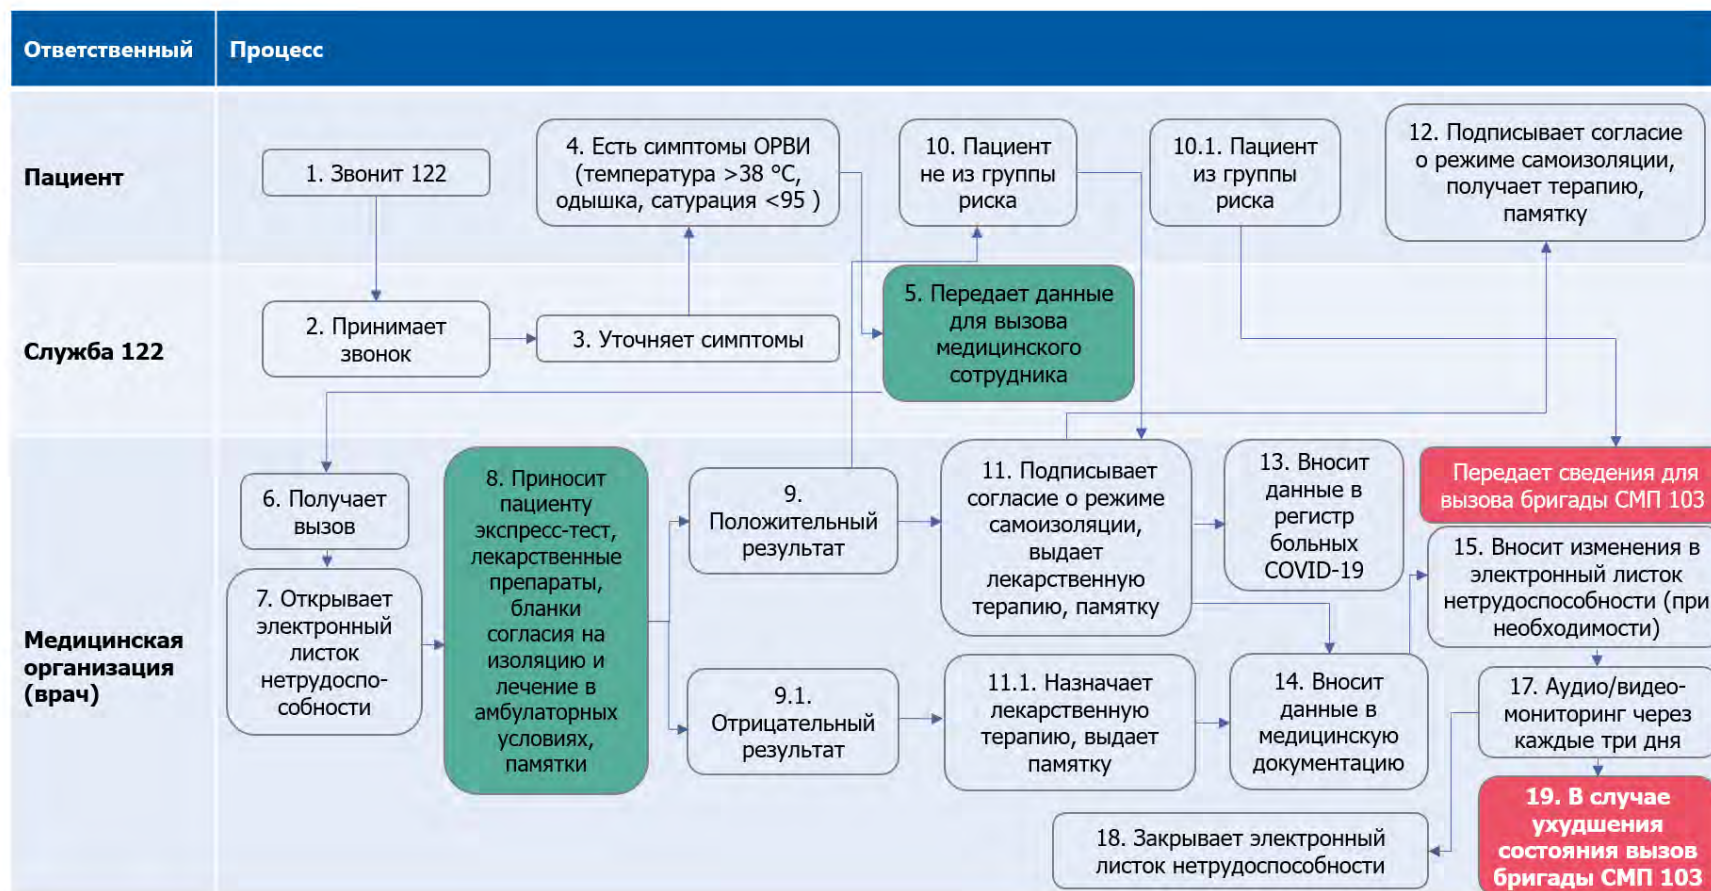 Ответственный
Процесс
Пациент
1. Звонит 122
4. Есть симптомы ОРВИ
(температура >38 °C,
одышка, сатурация <95 )
10. Пациент
не из группы
риска
10.1. Пациент
из группы
риска
12. Подписывает согласие
о режиме самоизоляции,
получает терапию,
памятку
Служба 122
2. Принимает
звонок
3. Уточняет симптомы
5. Передает данные
для вызова
медицинского
сотрудника
Медицинская
организация
(врач)
6. Получает
вызов
7. Открывает
электронный
листок
нетрудоспо-
собности
8. Приносит
пациенту
экспресс-тест,
лекарственные
препараты,
бланки
согласия на
изоляцию и
лечение в
амбулаторных
условиях,
памятки
9.
Положительный
результат
9.1.
Отрицательный
результат
11. Подписывает
согласие о режиме
самоизоляции,
выдает
лекарственную
терапию, памятку
11.1. Назначает
лекарственную
терапию, выдает
памятку
13. Вносит
данные в
регистр
больных
COVID-19
14. Вносит
данные в
медицинскую
документацию
Передает сведения для
вызова бригады СМП 103
15. Вносит изменения в
электронный листок
нетрудоспособности (при
необходимости)
17. Аудио/видео-
мониторинг через
каждые три дня
18. Закрывает электронный
листок нетрудоспособности
19. В случае
ухудшения
состояния вызов
бригады СМП 103